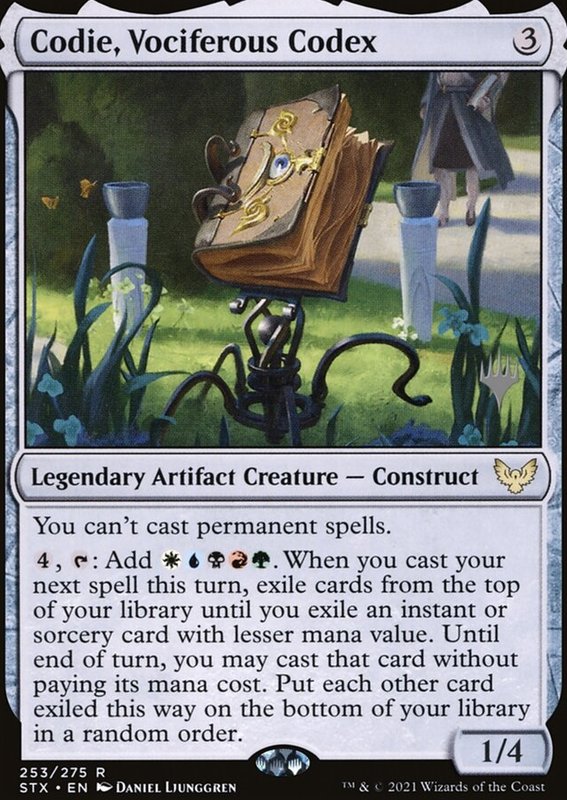 Codie, Vociferous Codex 3
Legendary Artifact Creature — Construct
You can't cast permanent spells.
4, : Add . When you cast your
next spell this turn, exile cards from the top
of your library until you exile an instant or
sorcery card with lesser mana value. Until
end of turn, you may cast that card without
paying its mana cost. Put each other card
exiled this way on the bottom of your library
in a random order.
1/4
253/275 R
STX • EN Daniel Ljunggren
™ & © 2021 Wizards of the Coast